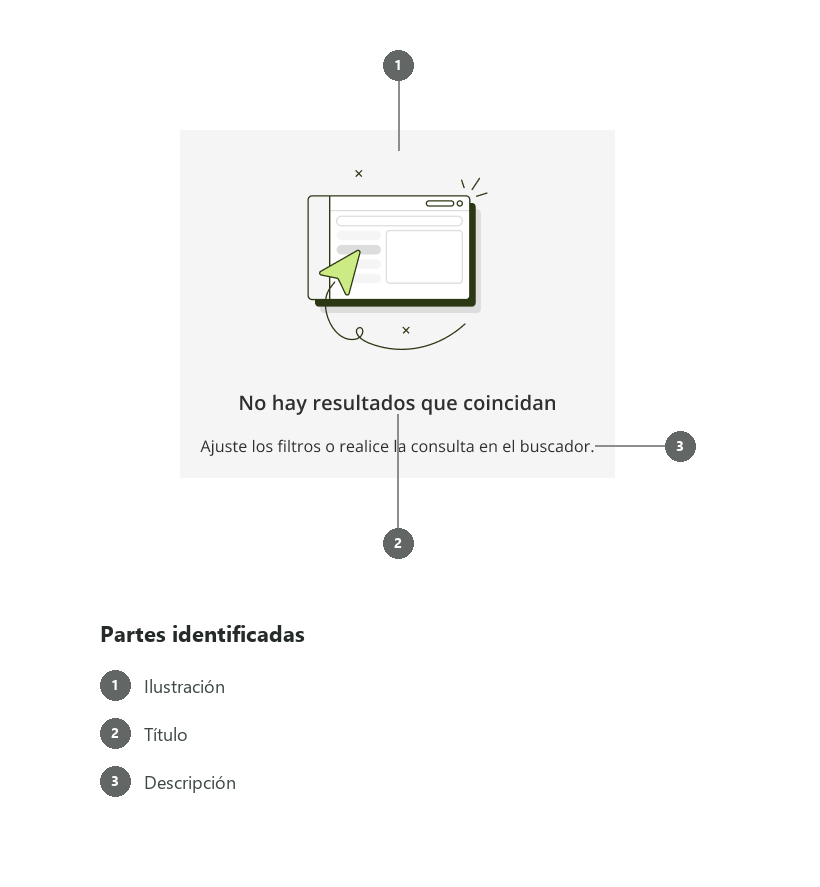 1
No hay resultados que coincidan
Ajuste los filtros o realice la consulta en el buscador.
3
2
Partes identificadas
1 Ilustración
2 Título
3 Descripción